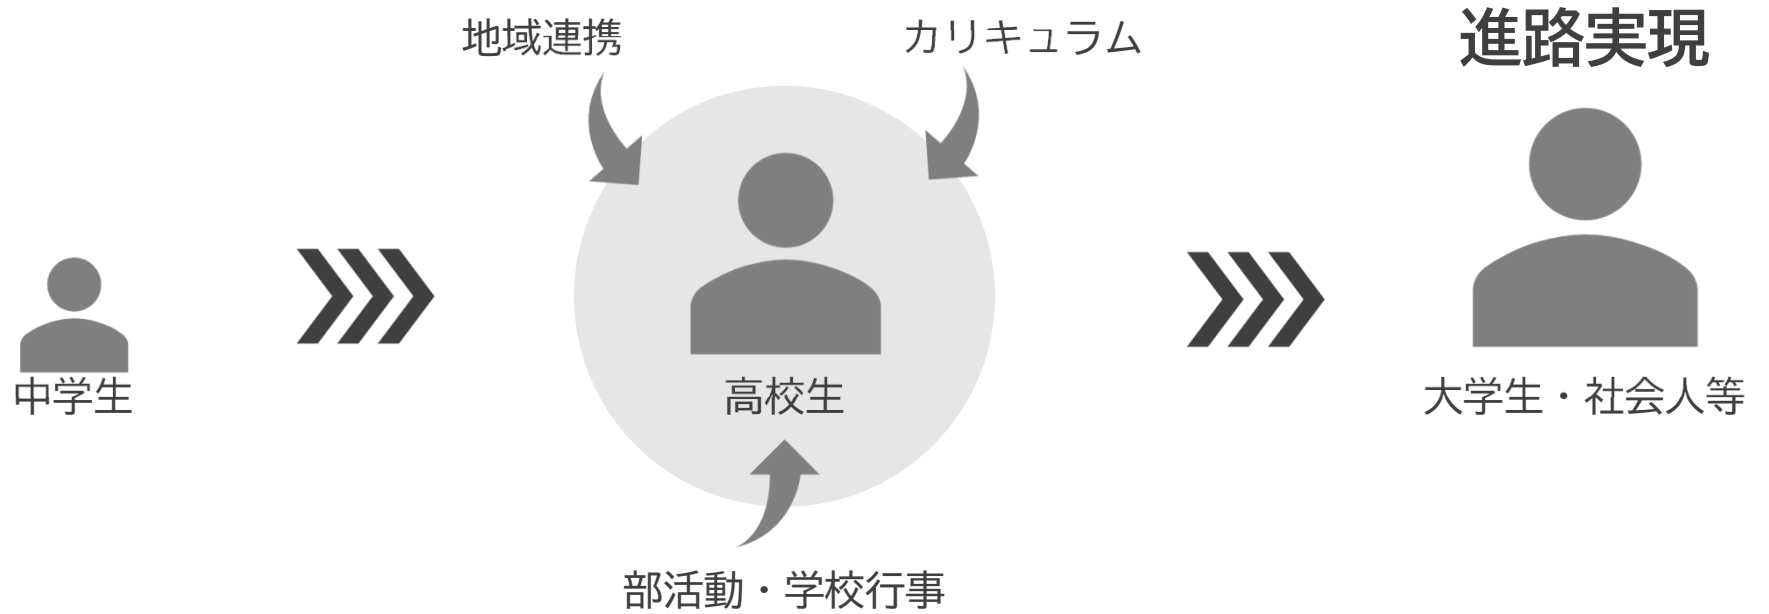 地域連携
カリキュラム
進路実現
中学生
高校生
大学生・社会人等
部活動・学校行事